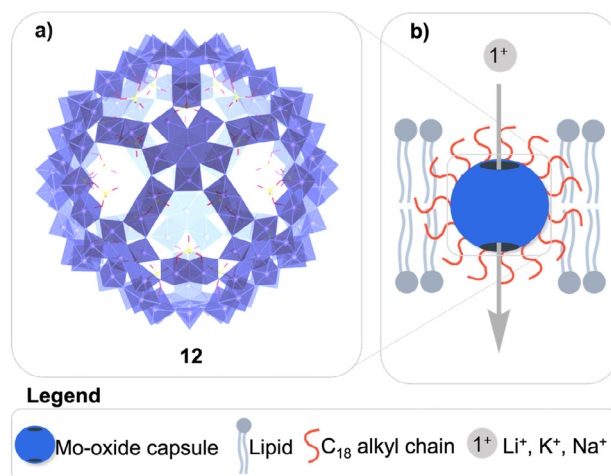 a)
b)
1⁺
12
Legend
Mo-oxide capsule Lipid C₁₈ alkyl chain 1⁺ Li⁺, K⁺, Na⁺